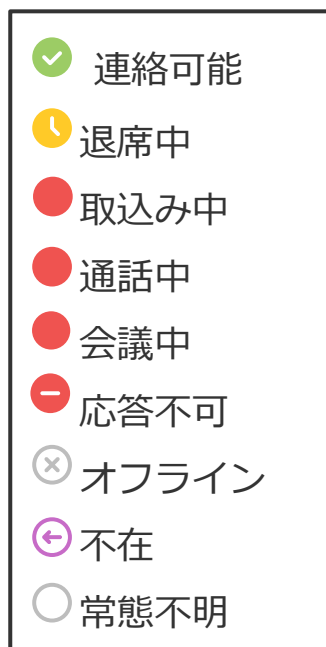 連絡可能
退席中
取込み中
通話中
会議中
応答不可
オフライン
不在
常態不明